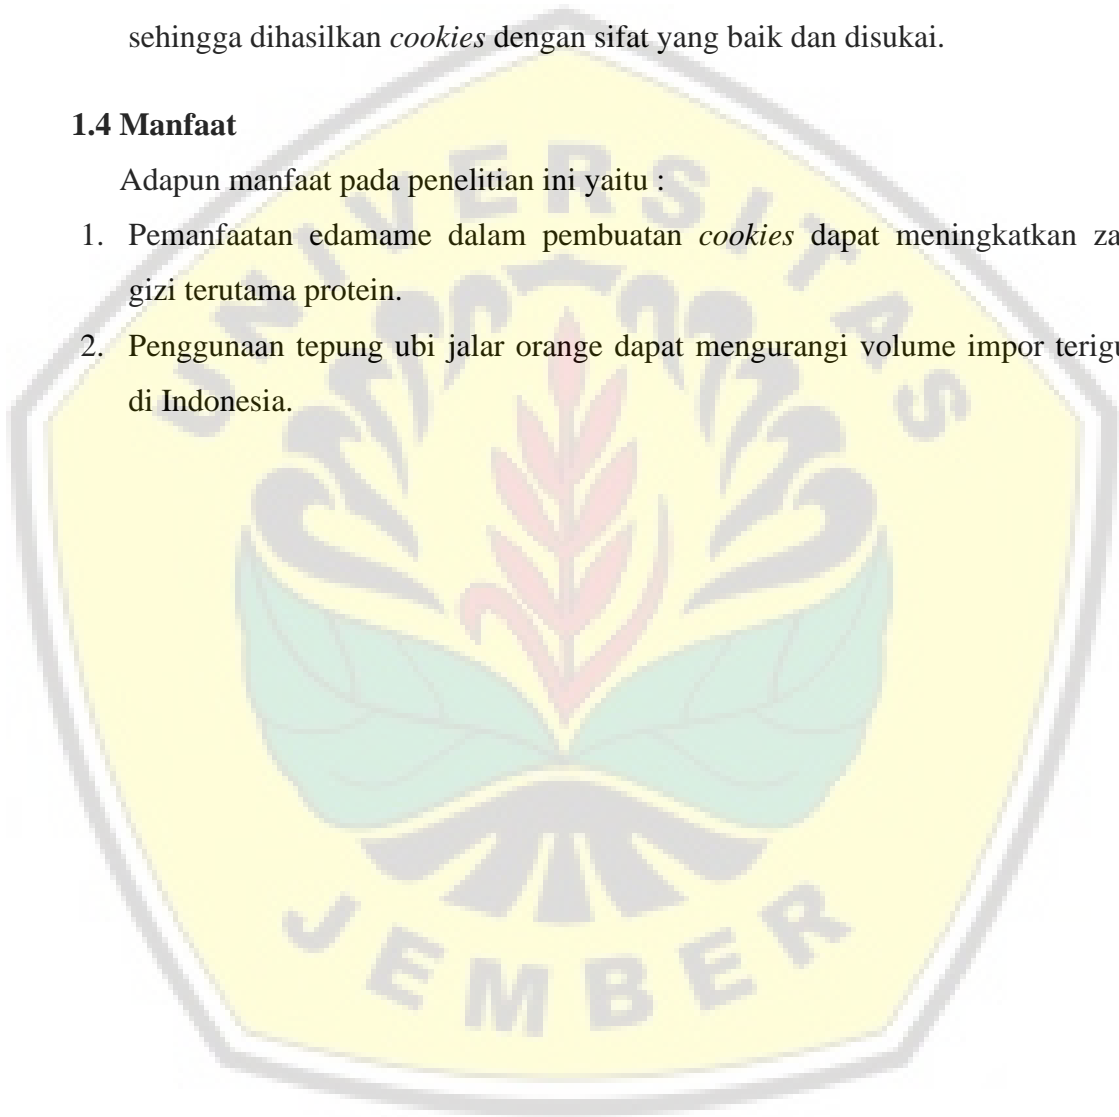 sehingga dihasilkan cookies dengan sifat yang baik dan disukai.
1.4 Manfaat
Adapun manfaat pada penelitian ini yaitu :
1. Pemanfaatan edamame dalam pembuatan cookies dapat meningkatkan za
gizi terutama protein.
2. Penggunaan tepung ubi jalar orange dapat mengurangi volume impor terigu
di Indonesia.
UNIVERSITAS
JEMBER